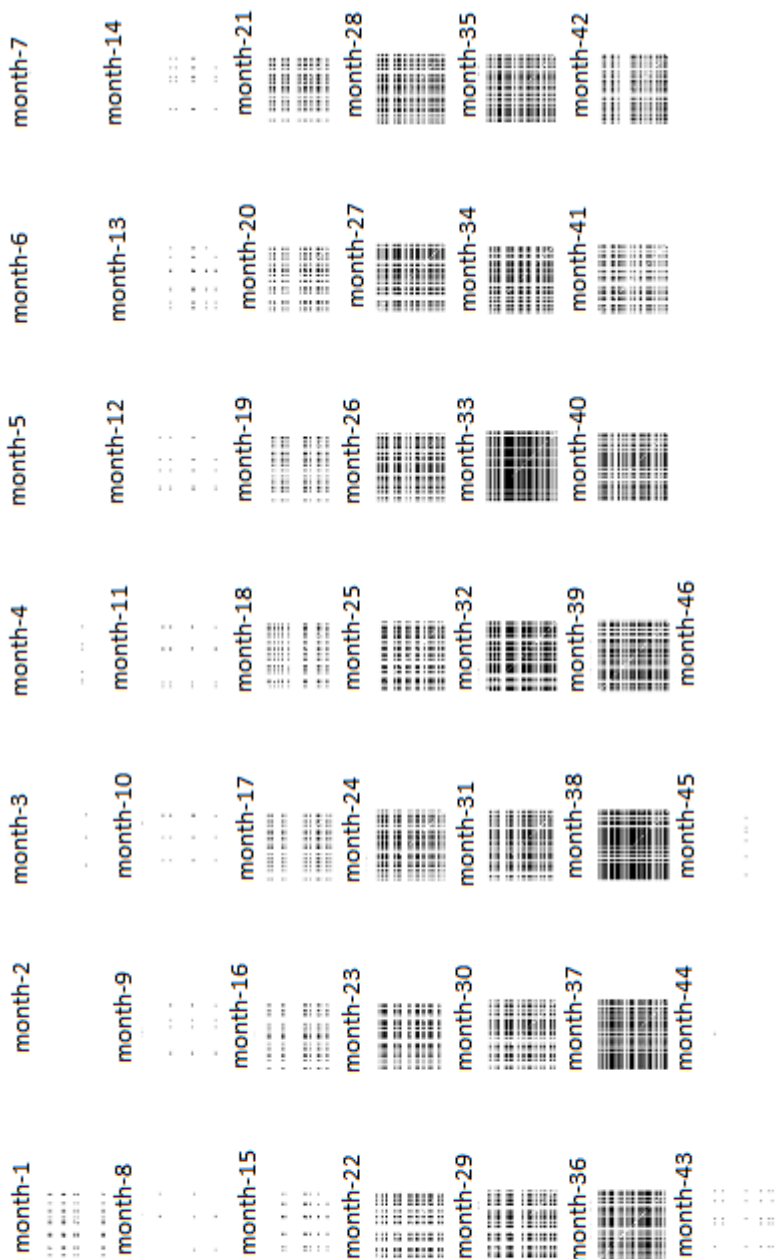 month-1 month-2 month-3 month-4 month-5 month-6 month-7
month-8 month-9 month-10 month-11 month-12 month-13 month-14
month-15 month-16 month-17 month-18 month-19 month-20 month-21
month-22 month-23 month-24 month-25 month-26 month-27 month-28
month-29 month-30 month-31 month-32 month-33 month-34 month-35
month-36 month-37 month-38 month-39 month-40 month-41 month-42
month-43 month-44 month-45 month-46